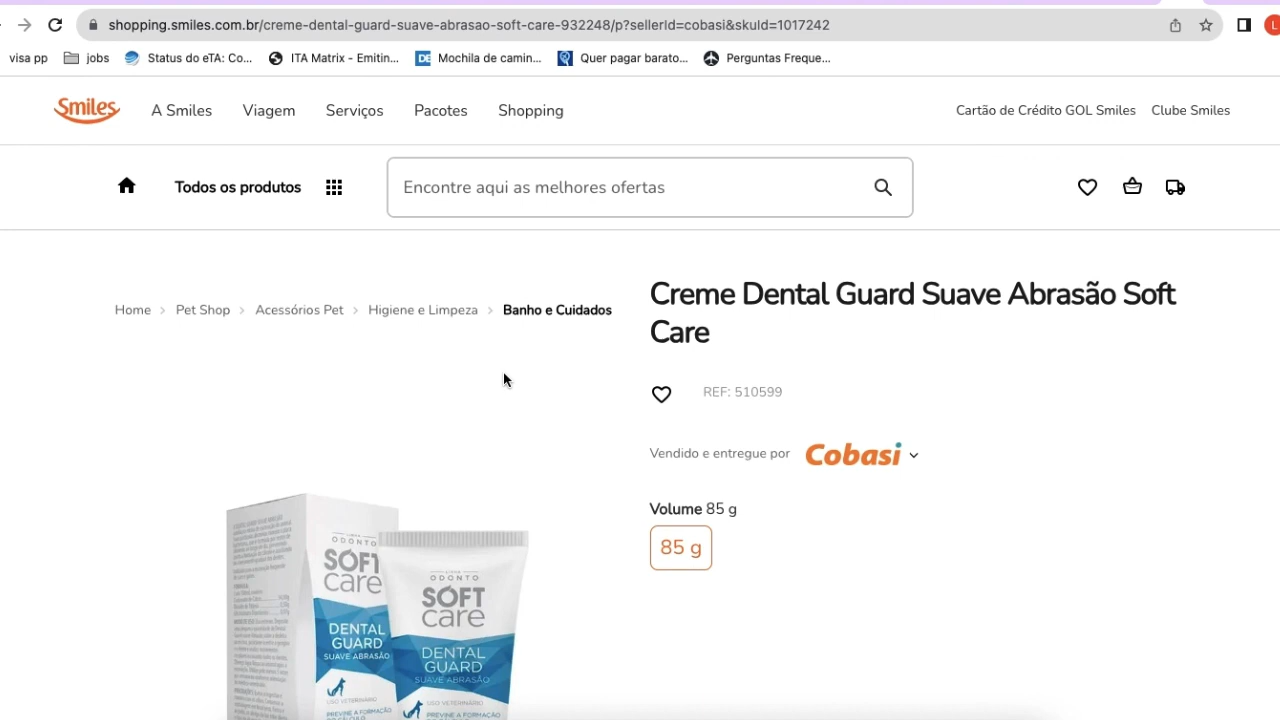 shopping.smiles.com.br/creme-dental-guard-suave-abrasao-soft-care-932248/p?sellerId=cobasi&skuId=1017242
L
visa pp jobs Status do eTA: Co... ITA Matrix - Emitin... DE Mochila de camin... Quer pagar barato... Perguntas Freque...
Smiles A Smiles Viagem Serviços Pacotes Shopping Cartão de Crédito GOL Smiles Clube Smiles
Todos os produtos Encontre aqui as melhores ofertas
Home > Pet Shop > Acessórios Pet > Higiene e Limpeza > Banho e Cuidados
Creme Dental Guard Suave Abrasão Soft
Care
REF: 510599
Vendido e entregue por Cobasi
Volume 85 g
85 g
ODONTO
SOFT
care
DENTAL
GUARD
SUAVE ABRASÃO
USO VETERINÁRIO
PREVINE A FORMAÇÃO
ODONTO
SOFT
care
DENTAL
GUARD
SUAVE ABRASÃO
USO VETERINÁRIO
PREVINE A FORMAÇÃO